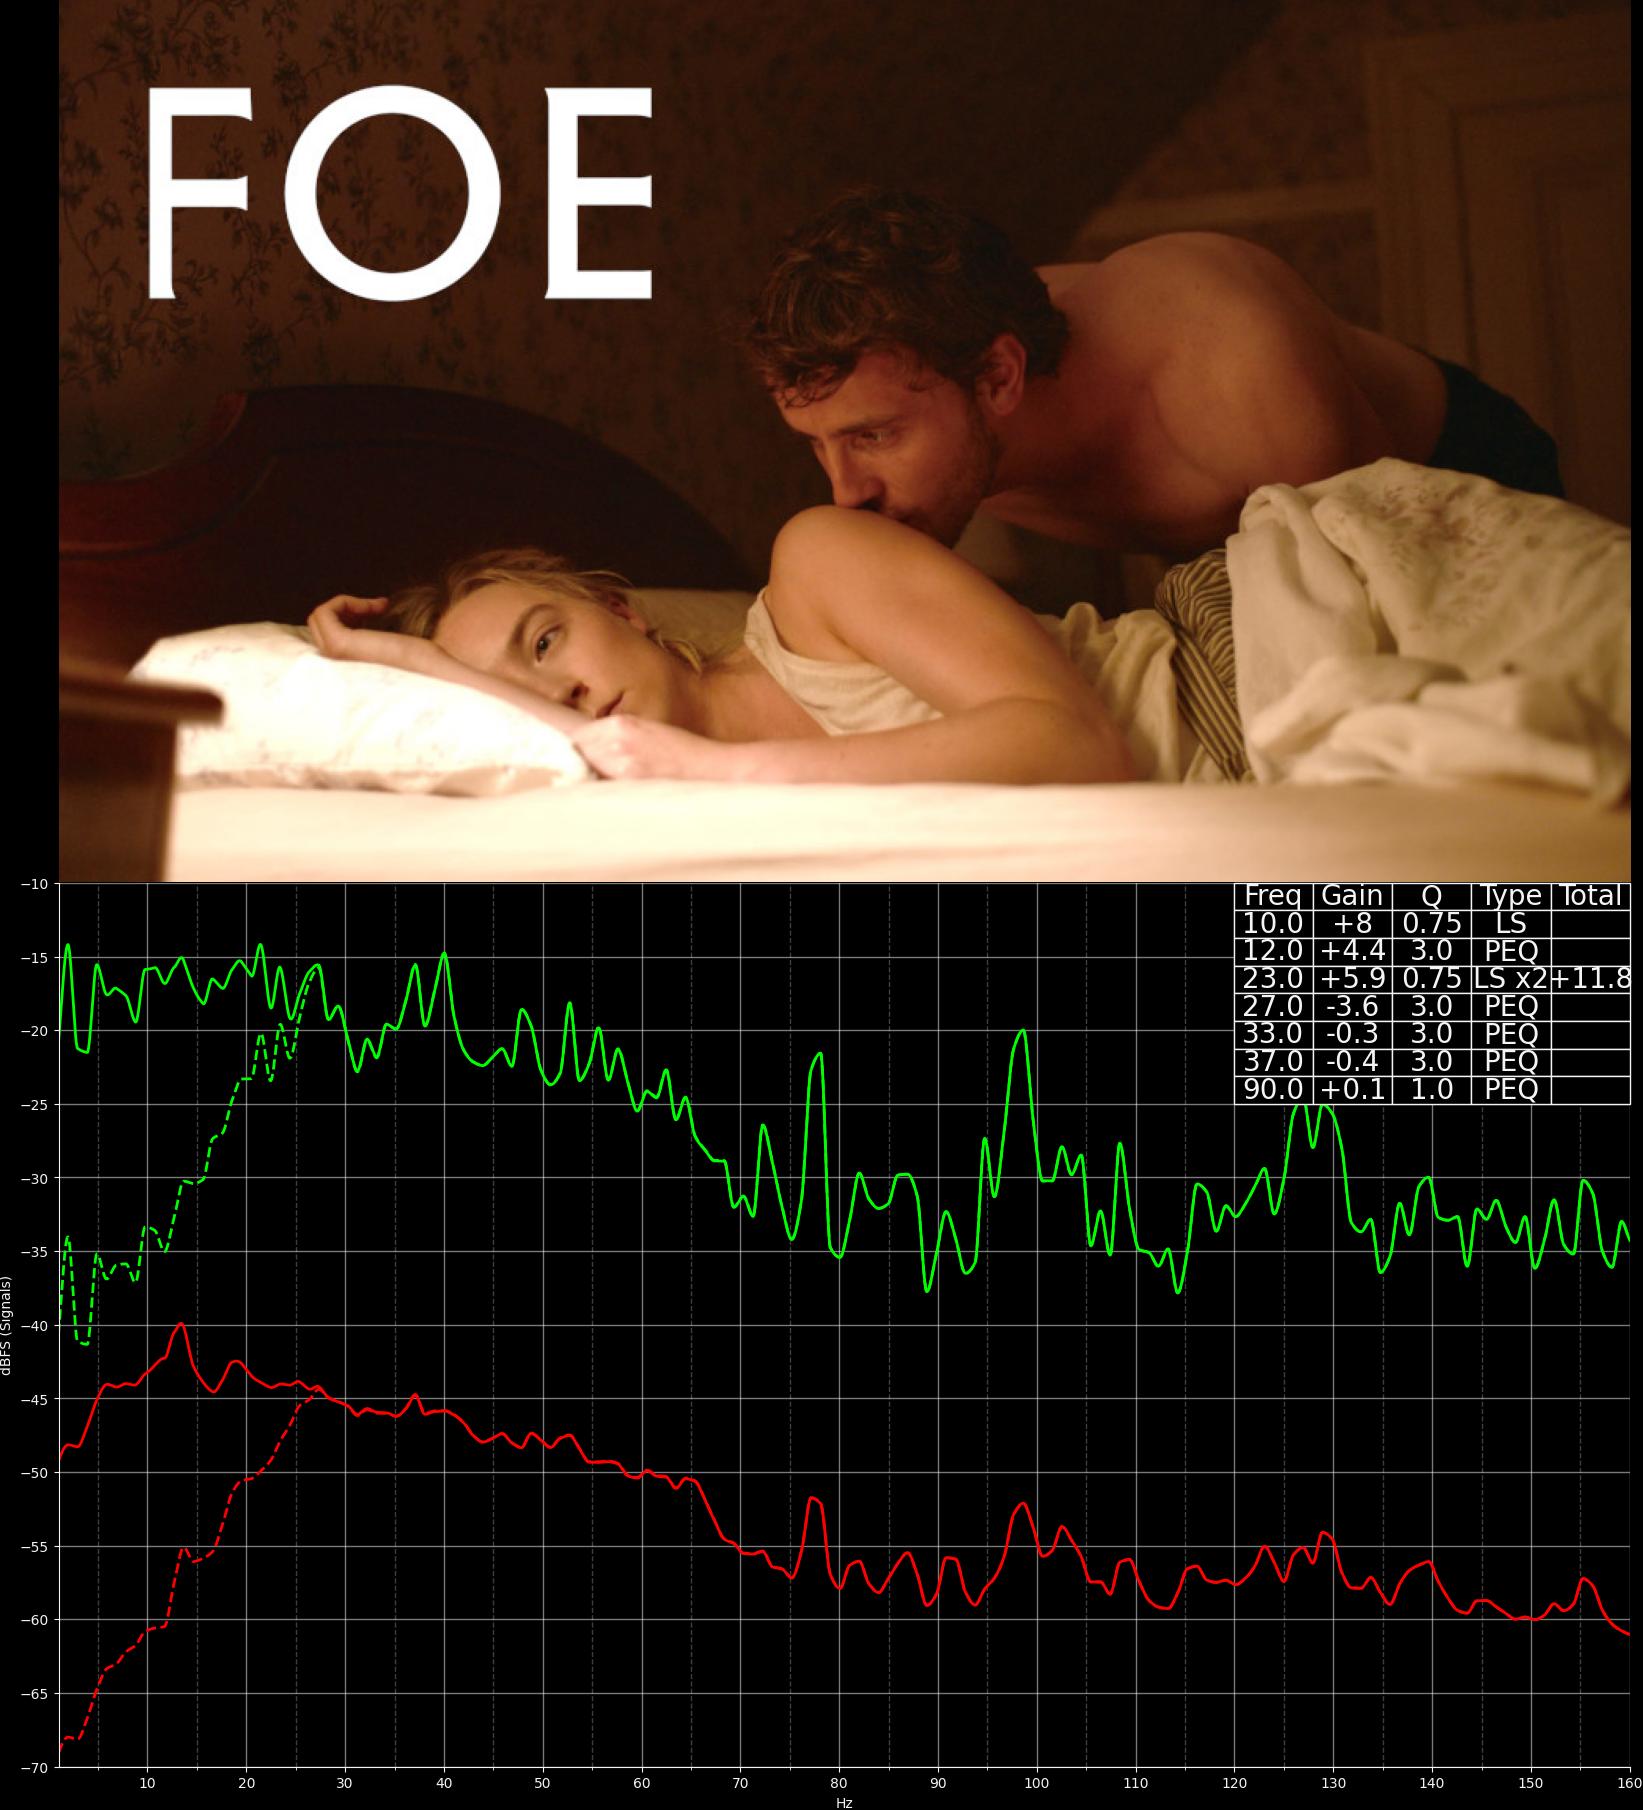 FOE
-10
Freq Gain Q Type Total
10.0 +8 0.75 LS
12.0 +4.4 3.0 PEQ
23.0 +5.9 0.75 LS x2 +11.8
27.0 -3.6 3.0 PEQ
33.0 -0.3 3.0 PEQ
37.0 -0.4 3.0 PEQ
90.0 +0.1 1.0 PEQ
-15
-20
-25
-30
-35
-40
-45
-50
-55
-60
-65
-70
dBFS (Signals)
10 20 30 40 50 60 70 80 90 100 110 120 130 140 150 160
Hz